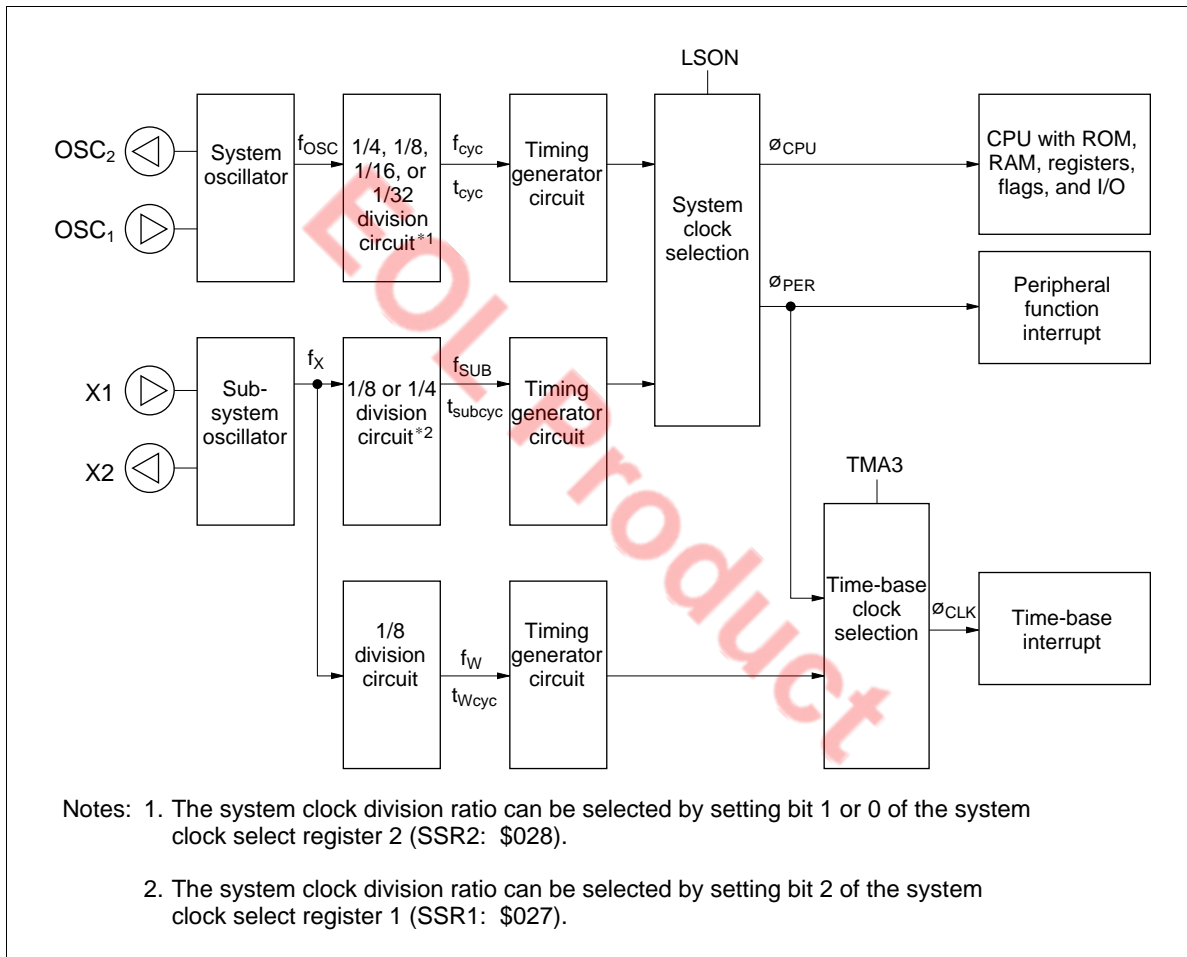 LSON
OSC2
OSC1
System
oscillator
fOSC
1/4, 1/8,
1/16, or
1/32
division
circuit*1
fcyc
tcyc
Timing
generator
circuit
System
clock
selection
øCPU
øPER
CPU with ROM,
RAM, registers,
flags, and I/O
Peripheral
function
interrupt
X1
X2
Sub-
system
oscillator
fX
1/8 or 1/4
division
circuit*2
fSUB
tsubcyc
Timing
generator
circuit
TMA3
1/8
division
circuit
fW
tWcyc
Timing
generator
circuit
Time-base
clock
selection
øCLK
Time-base
interrupt
EOL Product
Notes: 1. The system clock division ratio can be selected by setting bit 1 or 0 of the system
clock select register 2 (SSR2: $028).
2. The system clock division ratio can be selected by setting bit 2 of the system
clock select register 1 (SSR1: $027).